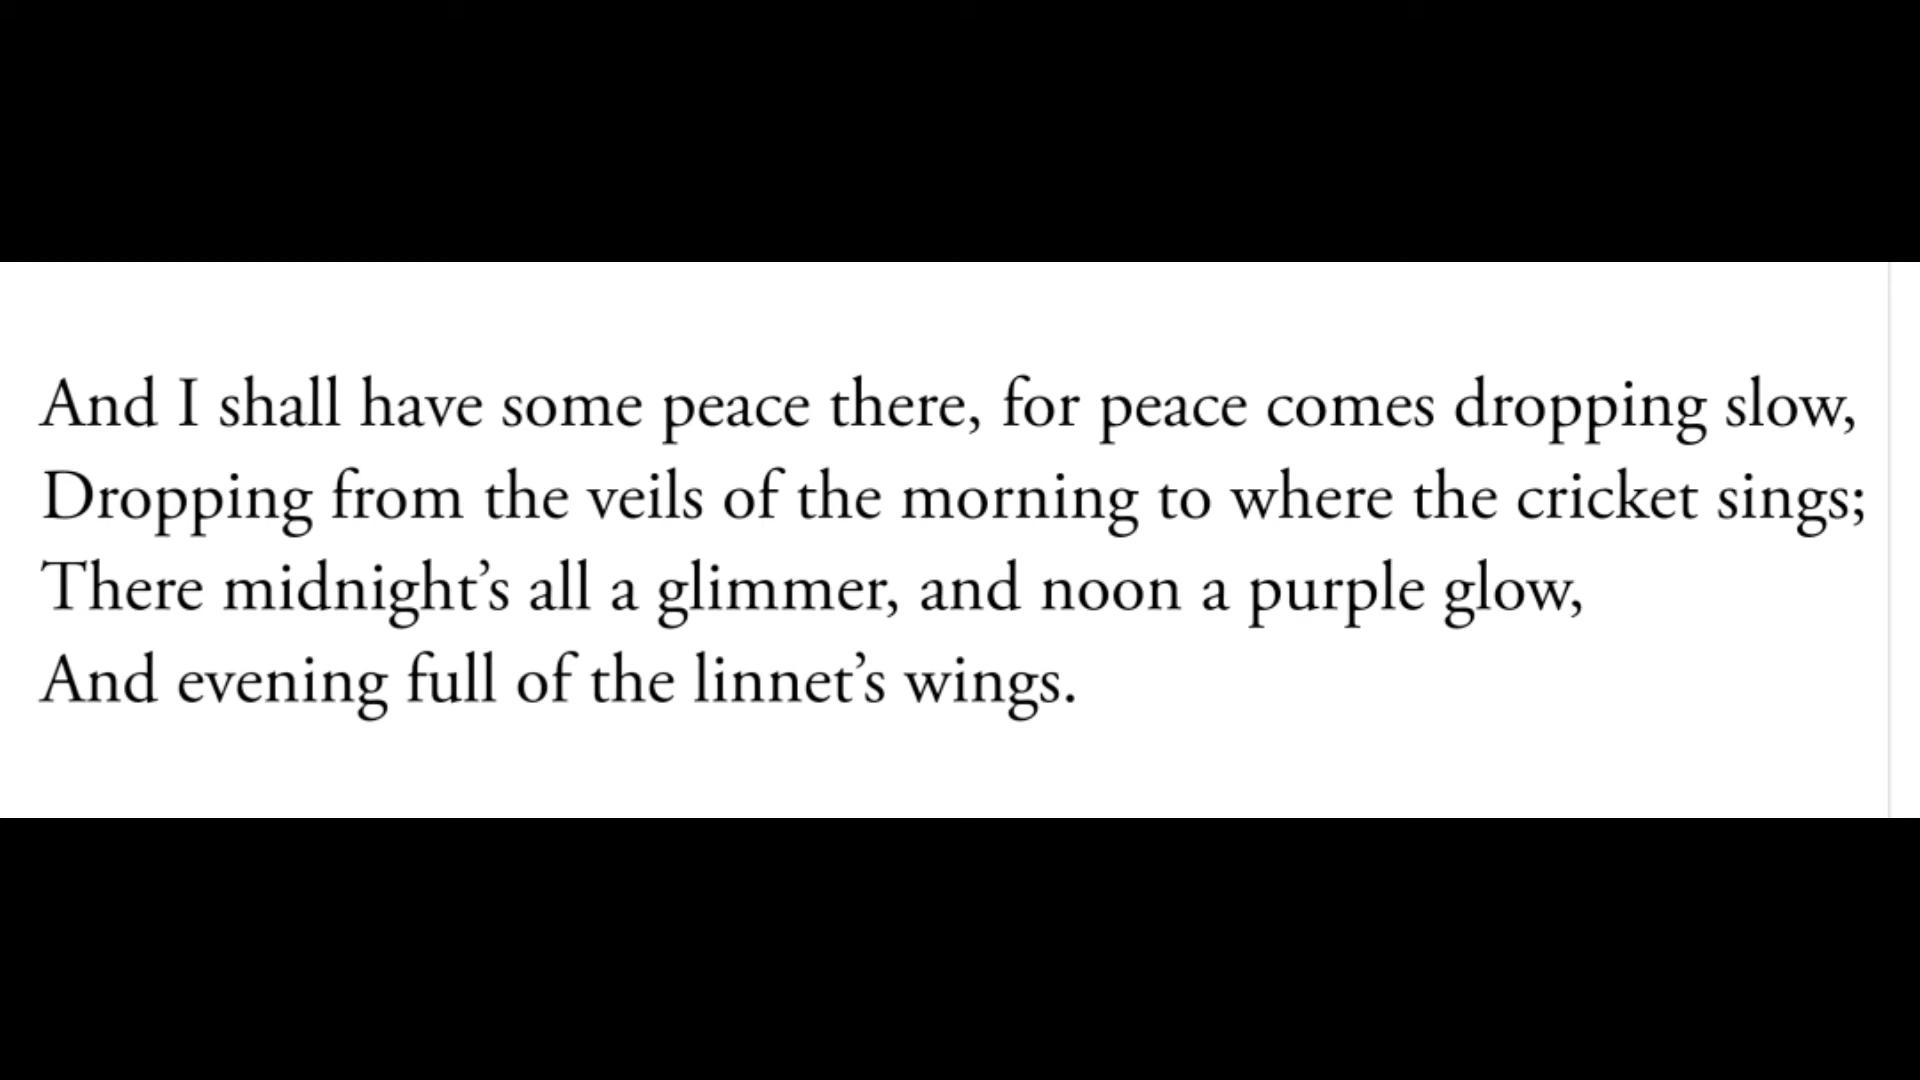 And I shall have some peace there, for peace comes dropping slow,
Dropping from the veils of the morning to where the cricket sings;
There midnight’s all a glimmer, and noon a purple glow,
And evening full of the linnet’s wings.